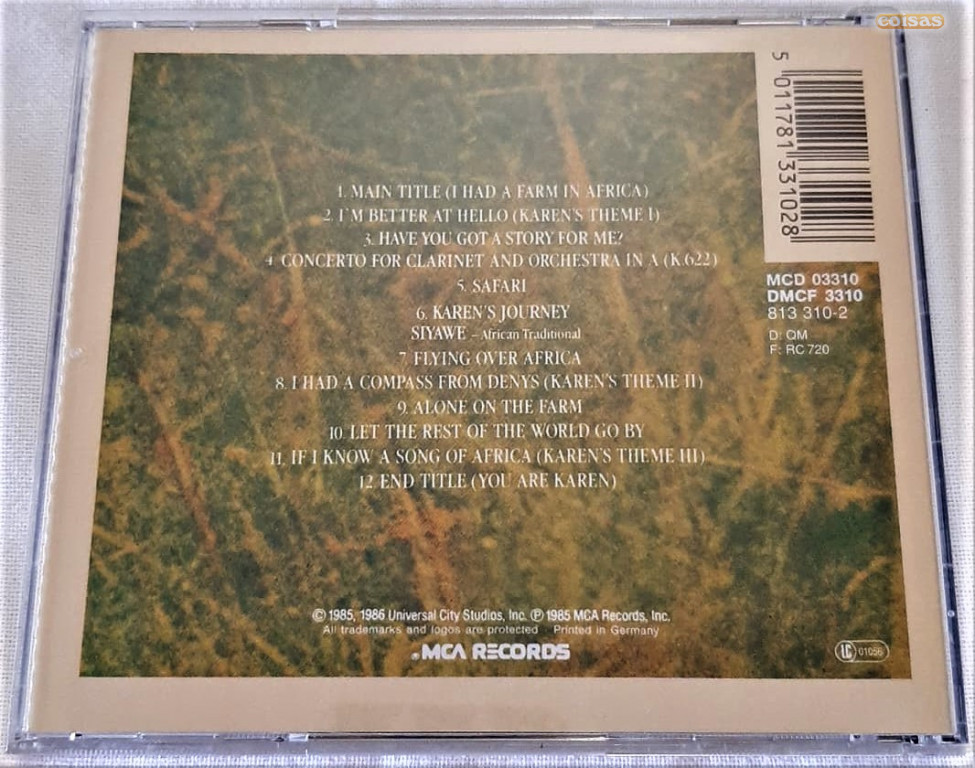 coisas
5 011781 331028
1. MAIN TITLE (I HAD A FARM IN AFRICA)
2. I'M BETTER AT HELLO (KAREN'S THEME I)
3. HAVE YOU GOT A STORY FOR ME?
4. CONCERTO FOR CLARINET AND ORCHESTRA IN A (K.622)
5. SAFARI
6. KAREN'S JOURNEY
SIYAWE – African Traditional
7. FLYING OVER AFRICA
8. I HAD A COMPASS FROM DENYS (KAREN'S THEME II)
9. ALONE ON THE FARM
10. LET THE REST OF THE WORLD GO BY
11. IF I KNOW A SONG OF AFRICA (KAREN'S THEME III)
12. END TITLE (YOU ARE KAREN)
MCD 03310
DMCF 3310
813 310-2
D: QM
F: RC 720
© 1985, 1986 Universal City Studios, Inc. ℗ 1985 MCA Records, Inc.
All trademarks and logos are protected Printed in Germany
MCA RECORDS
LC 01056